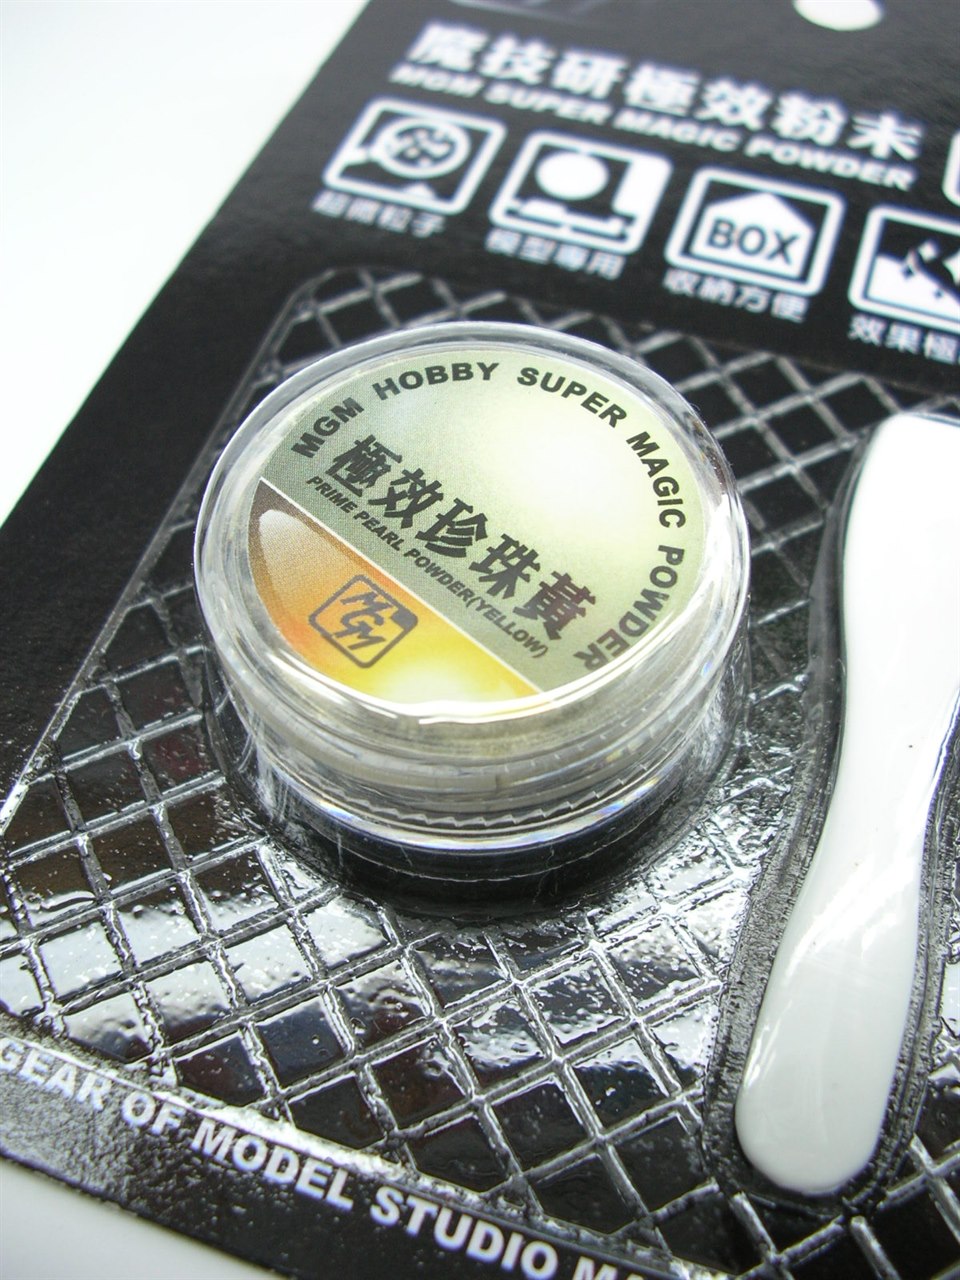 魔技研極效粉末
MGM SUPER MAGIC POWDER
超微粒子
模型專用
BOX
收納方便
效果極
MGM HOBBY SUPER MAGIC POWDER
極效珍珠黃
PRIME PEARL POWDER(YELLOW)
MGM
GEAR OF MODEL STUDIO MA